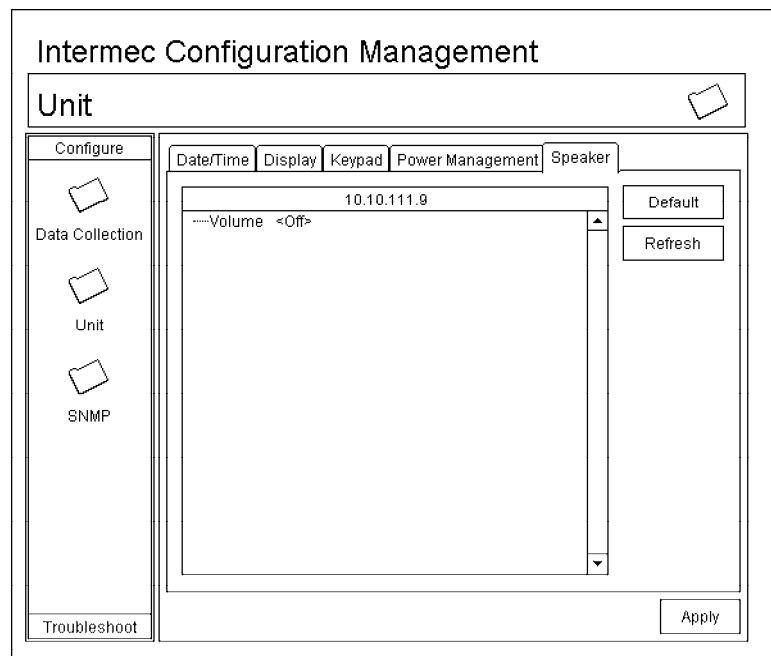 Intermec Configuration Management
Unit
Configure
Data Collection
Unit
SNMP
Troubleshoot
Date/Time Display Keypad Power Management Speaker
10.10.111.9
Volume <Off>
Default
Refresh
Apply